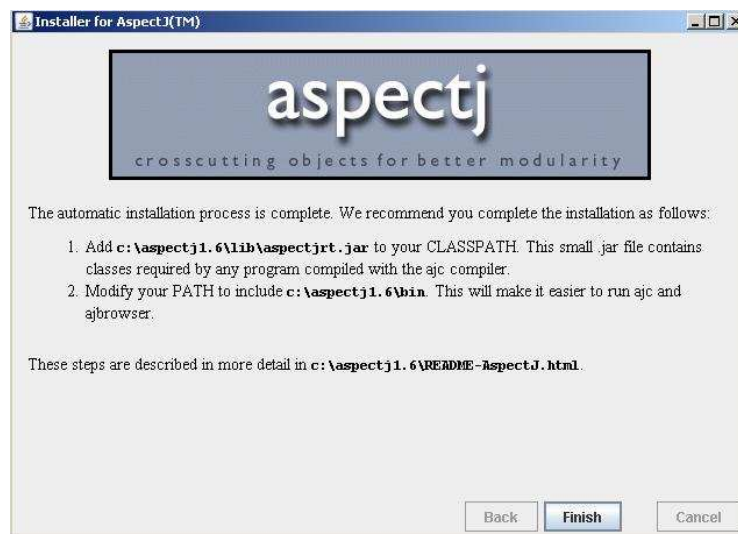 Installer for AspectJ(TM)
aspectj
crosscutting objects for better modularity
The automatic installation process is complete. We recommend you complete the installation as follows:
1. Add c:\aspectj1.6\lib\aspectjrt.jar to your CLASSPATH. This small .jar file contains
classes required by any program compiled with the ajc compiler.
2. Modify your PATH to include c:\aspectj1.6\bin. This will make it easier to run ajc and
ajbrowser.
These steps are described in more detail in c:\aspectj1.6\README-AspectJ.html.
Back
Finish
Cancel